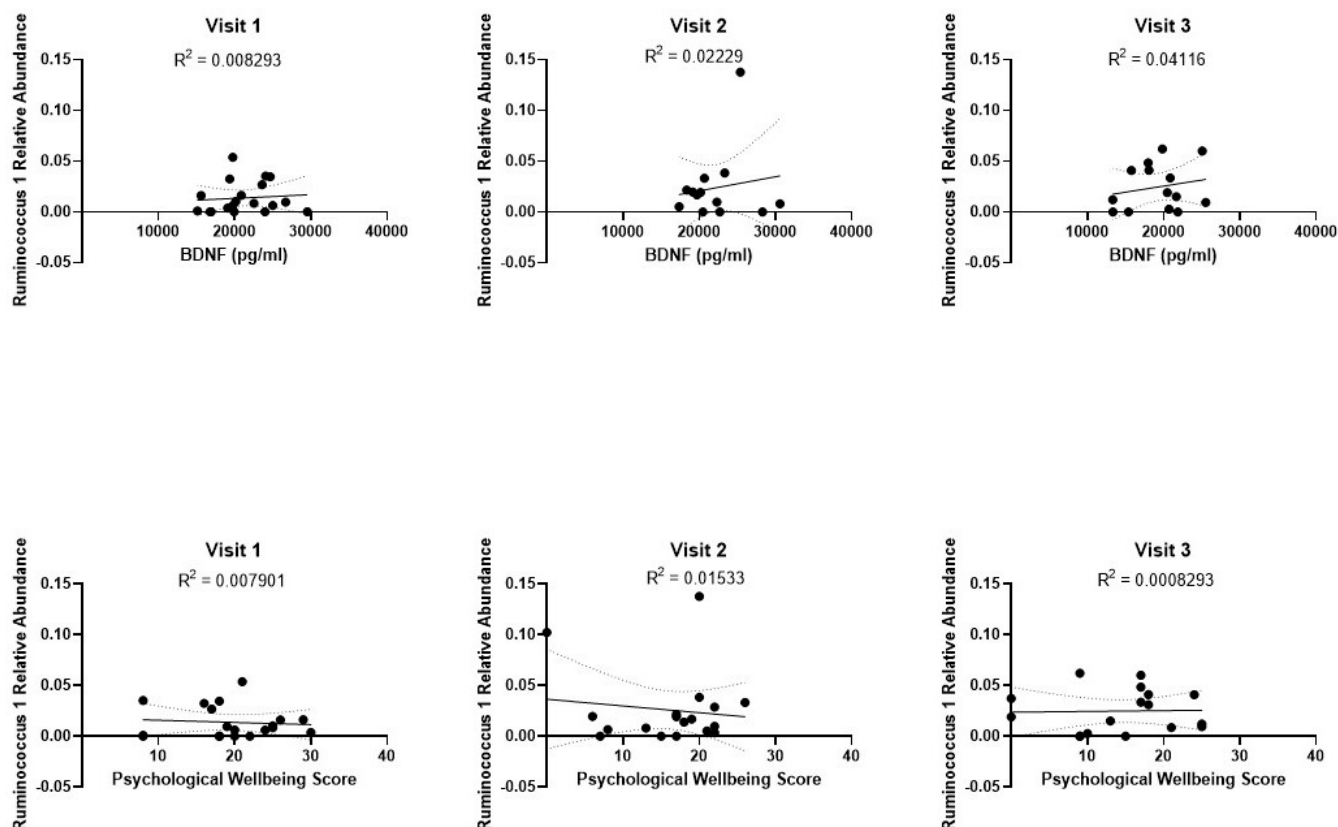 Visit 1
R² = 0.008293
Ruminococcus 1 Relative Abundance
0.15
0.10
0.05
0.00
-0.05
10000 20000 30000 40000
BDNF (pg/ml)
Visit 2
R² = 0.02229
Ruminococcus 1 Relative Abundance
0.15
0.10
0.05
0.00
-0.05
10000 20000 30000 40000
BDNF (pg/ml)
Visit 3
R² = 0.04116
Ruminococcus 1 Relative Abundance
0.15
0.10
0.05
0.00
-0.05
10000 20000 30000 40000
BDNF (pg/ml)
Visit 1
R² = 0.007901
Ruminococcus 1 Relative Abundance
0.15
0.10
0.05
0.00
-0.05
10 20 30 40
Psychological Wellbeing Score
Visit 2
R² = 0.01533
Ruminococcus 1 Relative Abundance
0.15
0.10
0.05
0.00
-0.05
10 20 30 40
Psychological Wellbeing Score
Visit 3
R² = 0.0008293
Ruminococcus 1 Relative Abundance
0.15
0.10
0.05
0.00
-0.05
10 20 30 40
Psychological Wellbeing Score